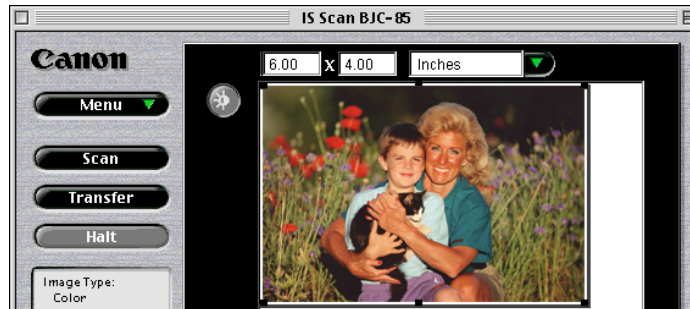 IS Scan BJC-85
Canon
6.00 X 4.00 Inches
Menu
Scan
Transfer
Halt
Image Type:
Color